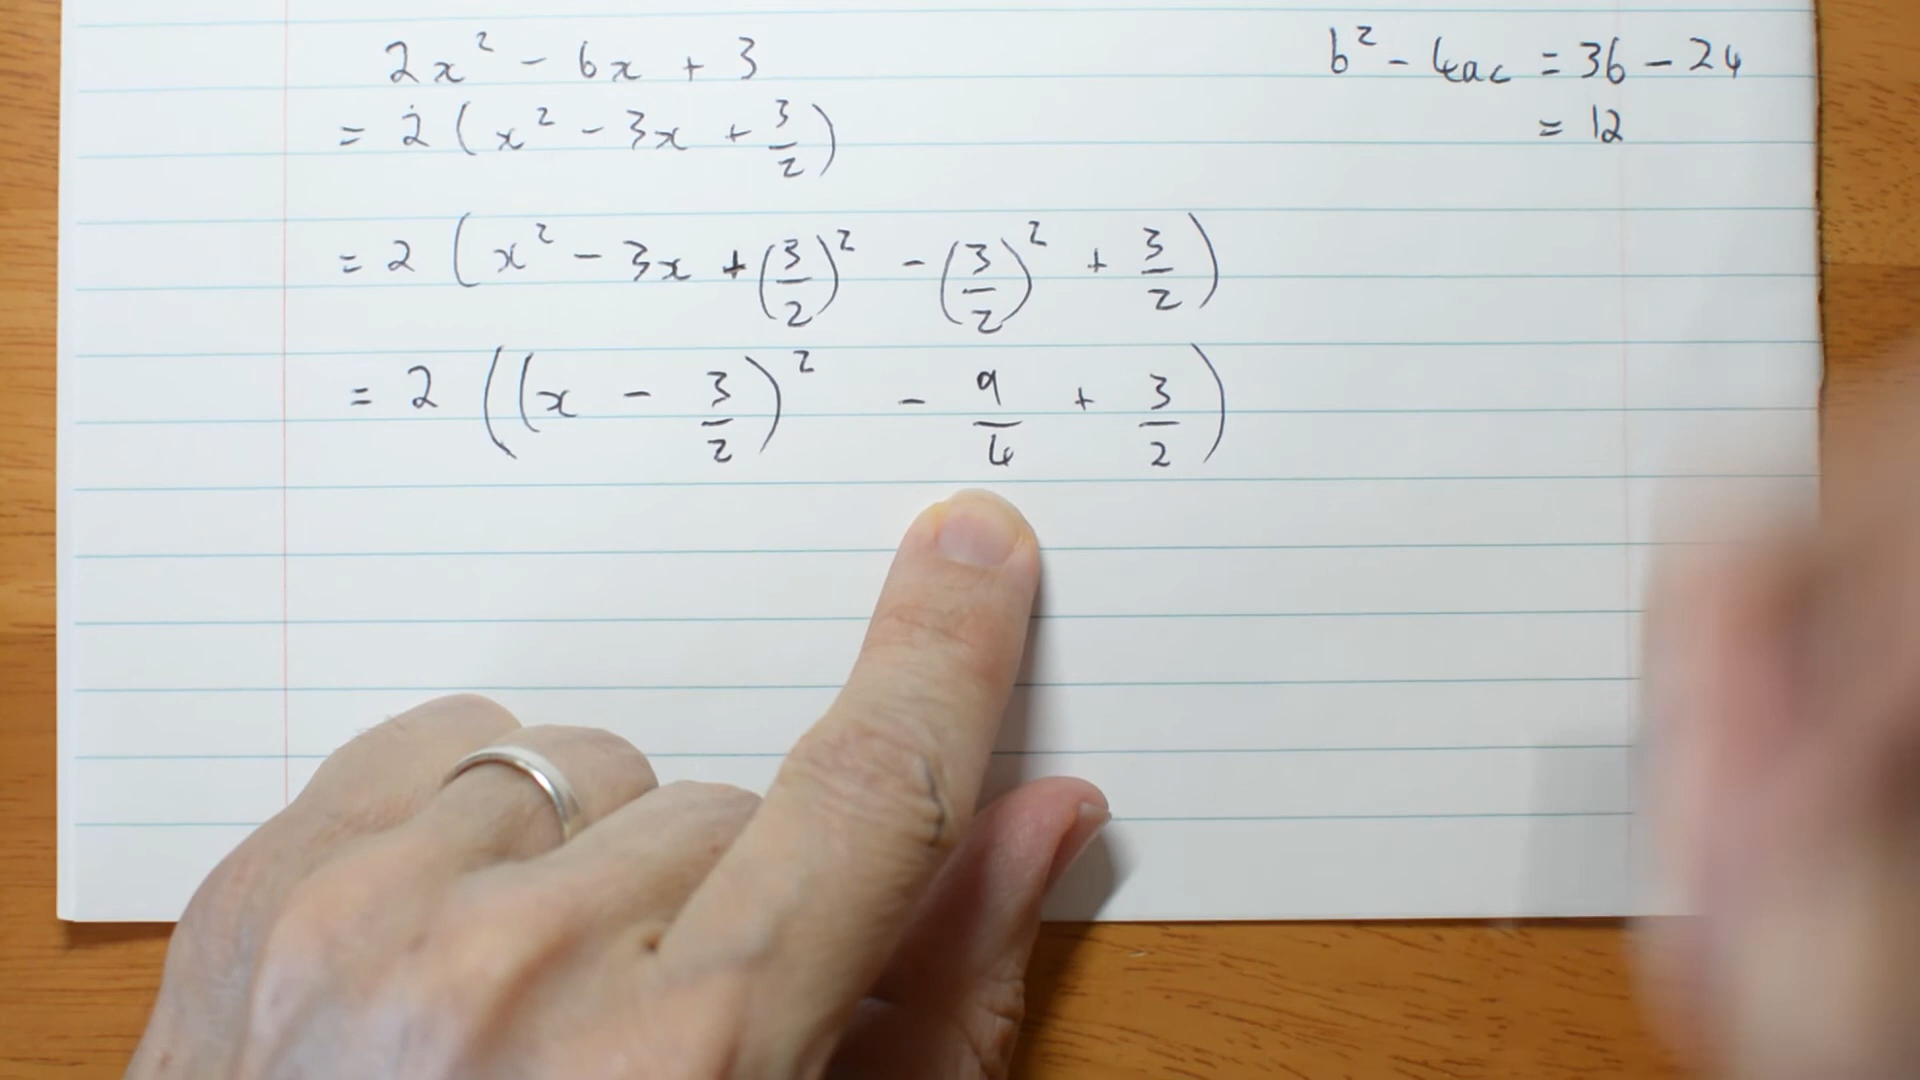 2x² - 6x + 3
= 2 (x² - 3x + 3/2)
= 2 (x² - 3x + (3/2)² - (3/2)² + 3/2)
= 2 ((x - 3/2)² - 9/4 + 3/2)
b² - 4ac = 36 - 24
= 12